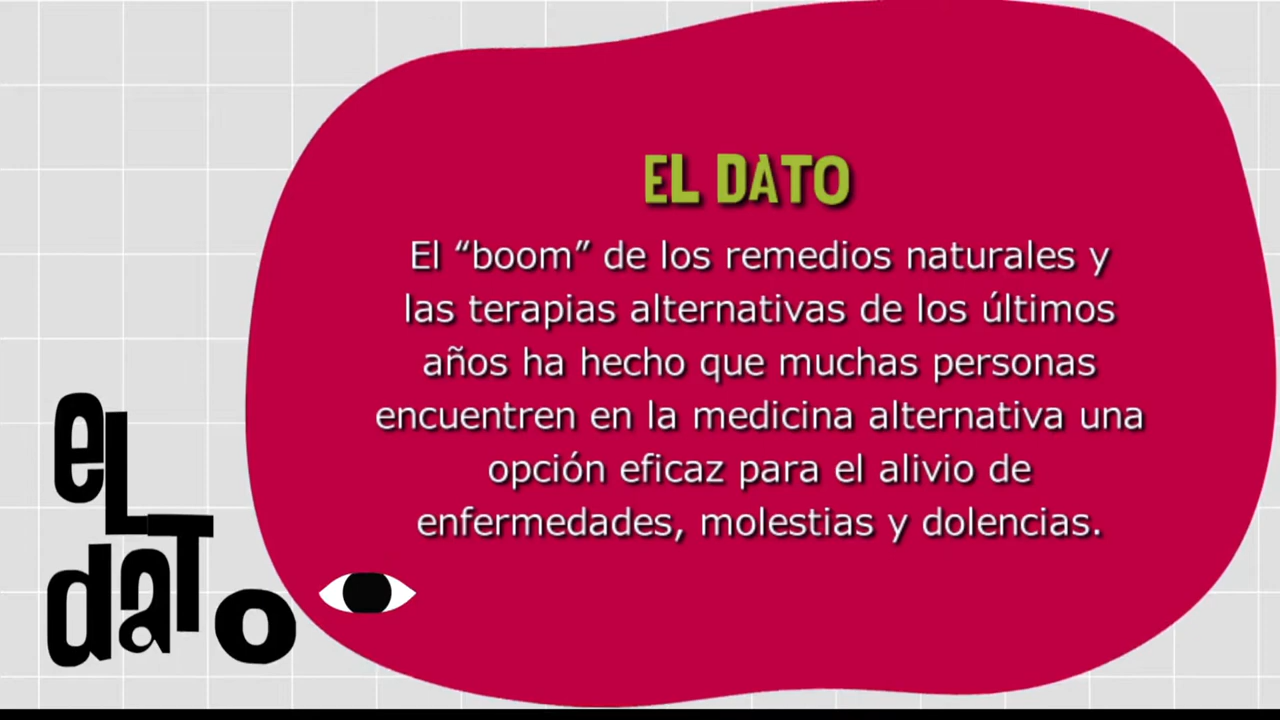 EL DATO
El “boom” de los remedios naturales y
las terapias alternativas de los últimos
años ha hecho que muchas personas
encuentren en la medicina alternativa una
opción eficaz para el alivio de
enfermedades, molestias y dolencias.
eL
daTo